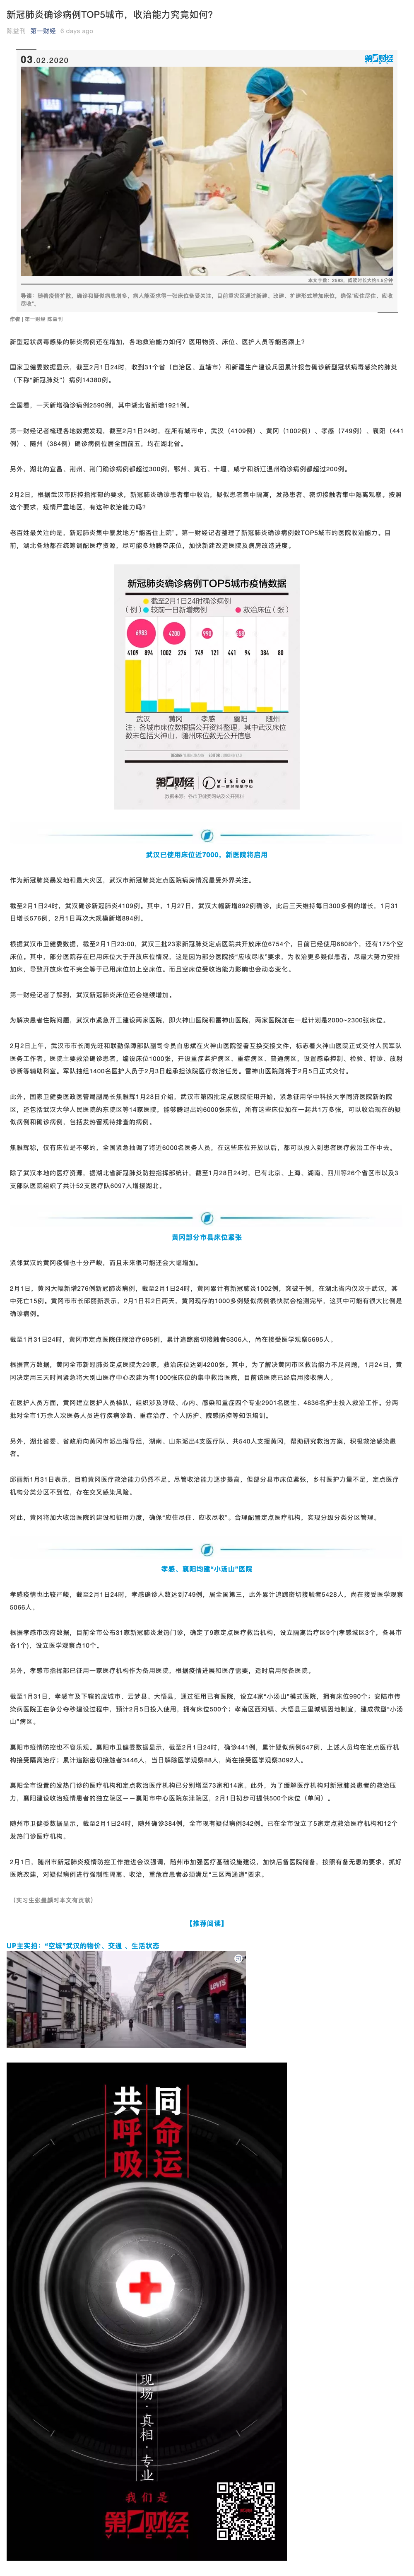 新冠肺炎确诊病例TOP5城市，收治能力究竟如何?
陈益刊 第一财经 6 days ago
03.02.2020
第一财经
本文字数：2585，阅读时长大约4.5分钟
导语：随着疫情扩散，确诊和疑似病患增多，病人能否求得一张床位备受关注，目前重灾区通过新建、改建、扩建形式增加床位，确保“应住尽住、应收
尽收”。
作者 | 第一财经 陈益刊
新型冠状病毒感染的肺炎病例还在增加，各地救治能力如何？医用物资、床位、医护人员等能否跟上?
国家卫健委数据显示，截至2月1日24时，收到31个省（自治区、直辖市）和新疆生产建设兵团累计报告确诊新型冠状病毒感染的肺炎
（下称“新冠肺炎”）病例14380例。
全国看，一天新增确诊病例2590例，其中湖北省新增1921例。
第一财经记者梳理各地数据发现，截至2月1日24时，在所有城市中，武汉（4109例）、黄冈（1002例）、孝感（749例）、襄阳（441
例）、随州（384例）确诊病例位居全国前五，均在湖北省。
另外，湖北的宜昌、荆州、荆门确诊病例都超过300例，鄂州、黄石、十堰、咸宁和浙江温州确诊病例都超过200例。
2月2日，根据武汉市防控指挥部的要求，新冠肺炎确诊患者集中收治，疑似患者集中隔离，发热患者、密切接触者集中隔离观察。按照
这个要求，疫情严重地区，有这种收治能力吗?
老百姓最关注的是，新冠肺炎集中暴发地方“能否住上院”。第一财经记者整理了新冠肺炎确诊病例数TOP5城市的医院收治能力。目
前，湖北各地都在统筹调配医疗资源，尽可能多地腾空床位，加快新建改造医院及病房改造进度。
新冠肺炎确诊病例TOP5城市疫情数据
截至2月1日24时确诊病例
（例） 较前一日新增病例 救治床位（张）
6983 4200 990 650
4109 894 1002 276 749 121 441 94 384 80
武汉 黄冈 孝感 襄阳 随州
注：各城市床位数根据公开资料整理，其中武汉床位
数未包括火神山，随州床位数无公开信息
第一财经 vision
数据来源：各市卫健委网站及公开资料
武汉已使用床位近7000，新医院将启用
作为新冠肺炎暴发地和最大灾区，武汉市新冠肺炎定点医院病房情况最受外界关注。
截至2月1日24时，武汉确诊新冠肺炎4109例。其中，1月27日，武汉大幅新增892例确诊，此后三天维持每日300多例的增长，1月31
日增长576例，2月1日再次大规模新增894例。
根据武汉市卫健委数据，截至2月1日23:00，武汉三批23家新冠肺炎定点医院共开放床位6754个，目前已经使用6808个，还有175个空
床位。其中，部分医院存在已用床位大于开放床位情况，这是因为部分医院按“应收尽收”要求，为收治更多疑似患者，尽最大努力安排
加床，导致开放床位不完全等于已用床位加上空床位。而且空床位受收治能力影响也会动态变化。
第一财经记者了解到，武汉新冠肺炎床位还会继续增加。
为解决患者住院问题，武汉市紧急开工建设两家医院，即火神山医院和雷神山医院，两家医院加在一起计划是2000~2300张床位。
2月2日上午，武汉市市长周先旺和联勤保障部队副司令员白忠斌在火神山医院签署互换交接文件，标志着火神山医院正式交付人民军队
医务工作者。医院主要救治确诊患者，编设床位1000张，开设重症监护病区、重症病区、普通病区，设置感染控制、检验、特诊、放射
诊断等辅助科室。军队抽组1400名医护人员于2月3日起承担该院医疗救治任务。雷神山医院则将于2月5日正式交付。
此外，国家卫健委医政医管局副局长焦雅辉1月28日介绍，武汉市第四批定点医院征用开始，紧急征用华中科技大学同济医院新的院
区，还包括武汉大学人民医院的东院区等14家医院，能够腾退出约6000张床位，所有这些床位加在一起共1万多张，可以收治现在的疑
似病例和确诊病例，包括发热留观待排查的病例。
焦雅辉称，仅有床位是不够的，全国紧急抽调了将近6000名医务人员，在这些床位开放以后，都可以投入到患者医疗救治工作中去。
除了武汉本地的医疗资源，据湖北省新冠肺炎防控指挥部统计，截至1月28日24时，已有北京、上海、湖南、四川等26个省区市以及3
支部队医院组织了共计52支医疗队6097人增援湖北。
黄冈部分市县床位紧张
紧邻武汉的黄冈疫情也十分严峻，而且未来很可能还会大幅增加。
2月1日，黄冈大幅新增276例新冠肺炎病例，截至2月1日24时，黄冈累计有新冠肺炎1002例，突破千例，在湖北省内仅次于武汉，其
中死亡15例。黄冈市市长邱丽新表示，2月1日和2日两天，黄冈现存的1000多例疑似病例很快就会检测完毕，这其中可能有很大比例是
确诊病例。
截至1月31日24时，黄冈市定点医院住院治疗695例，累计追踪密切接触者6306人，尚在接受医学观察5695人。
根据官方数据，黄冈全市新冠肺炎定点医院为29家，救治床位达到4200张。其中，为了解决黄冈市区救治能力不足问题，1月24日，黄
冈决定用三天时间紧急将大别山医疗中心改建为有1000张床位的集中救治医院，目前该医院已经启用接收病人。
在医护人员方面，黄冈建立医护人员梯队，组织涉及呼吸、心内、感染和重症四个专业2901名医生、4836名护士投入救治工作。分两
批对全市1万余人次医务人员进行疾病诊断、重症治疗、个人防护、院感防控等知识培训。
另外，湖北省委、省政府向黄冈市派出指导组，湖南、山东派出4支医疗队、共540人支援黄冈，帮助研究救治方案，积极救治感染患
者。
邱丽新1月31日表示，目前黄冈医疗救治能力仍然不足。尽管收治能力逐步提高，但部分县市床位紧张，乡村医护力量不足，定点医疗
机构分类分区不到位，存在交叉感染风险。
对此，黄冈将加大收治医院的建设和征用力度，确保“应住尽住、应收尽收”。合理配置定点医疗机构，实现分级分类分区管理。
孝感、襄阳均建“小汤山”医院
孝感疫情也比较严峻，截至2月1日24时，孝感确诊人数达到749例，居全国第三，此外累计追踪密切接触者5428人，尚在接受医学观察
5066人。
根据孝感市政府数据，目前全市公布31家新冠肺炎发热门诊，确定了9家定点医疗救治机构，设立隔离治疗区9个(孝感城区3个，各县市
各1个)，设立医学观察点10个。
另外，孝感市指挥部已征用一家医疗机构作为备用医院，根据疫情进展和医疗需要，适时启用预备医院。
截至1月31日，孝感市及下辖的应城市、云梦县、大悟县，通过征用已有医院，设立4家“小汤山”模式医院，拥有床位990个；安陆市传
染病医院正在争分夺秒建设过程中，预计2月5日投入使用，拥有床位500个；孝南区西河镇、大悟县三里城镇因地制宜，建成微型“小汤
山”病区。
襄阳市疫情防控也不容乐观。襄阳市卫健委数据显示，截至2月1日24时，确诊441例，累计疑似病例547例，上述人员均在定点医疗机
构接受隔离治疗；累计追踪密切接触者3446人，当日解除医学观察88人，尚在接受医学观察3092人。
襄阳全市设置的发热门诊的医疗机构和定点救治医疗机构已分别增至73家和14家。此外，为了缓解医疗机构对新冠肺炎患者的救治压
力，襄阳建设收治疫情患者的独立院区——襄阳市中心医院东津院区，2月1日初步可提供500个床位（单间）。
随州市卫健委数据显示，截至2月1日24时，随州确诊384例，全市现有疑似病例342例。已在全市设立了5家定点救治医疗机构和12个
发热门诊医疗机构。
2月1日，随州市新冠肺炎疫情防控工作推进会议强调，随州市加强医疗基础设施建设，加快后备医院储备，按照有备无患的要求，抓好
医院改建，对疑似病例进行强制性隔离、收治，重危症患者必须满足“三区两通道”要求。
（实习生张曼麟对本文有贡献）
【推荐阅读】
UP主实拍：“空城”武汉的物价、交通 、生活状态
Levi's
共同
呼命
吸运
现场·真相·专业
我们是
第一财经
YICAI